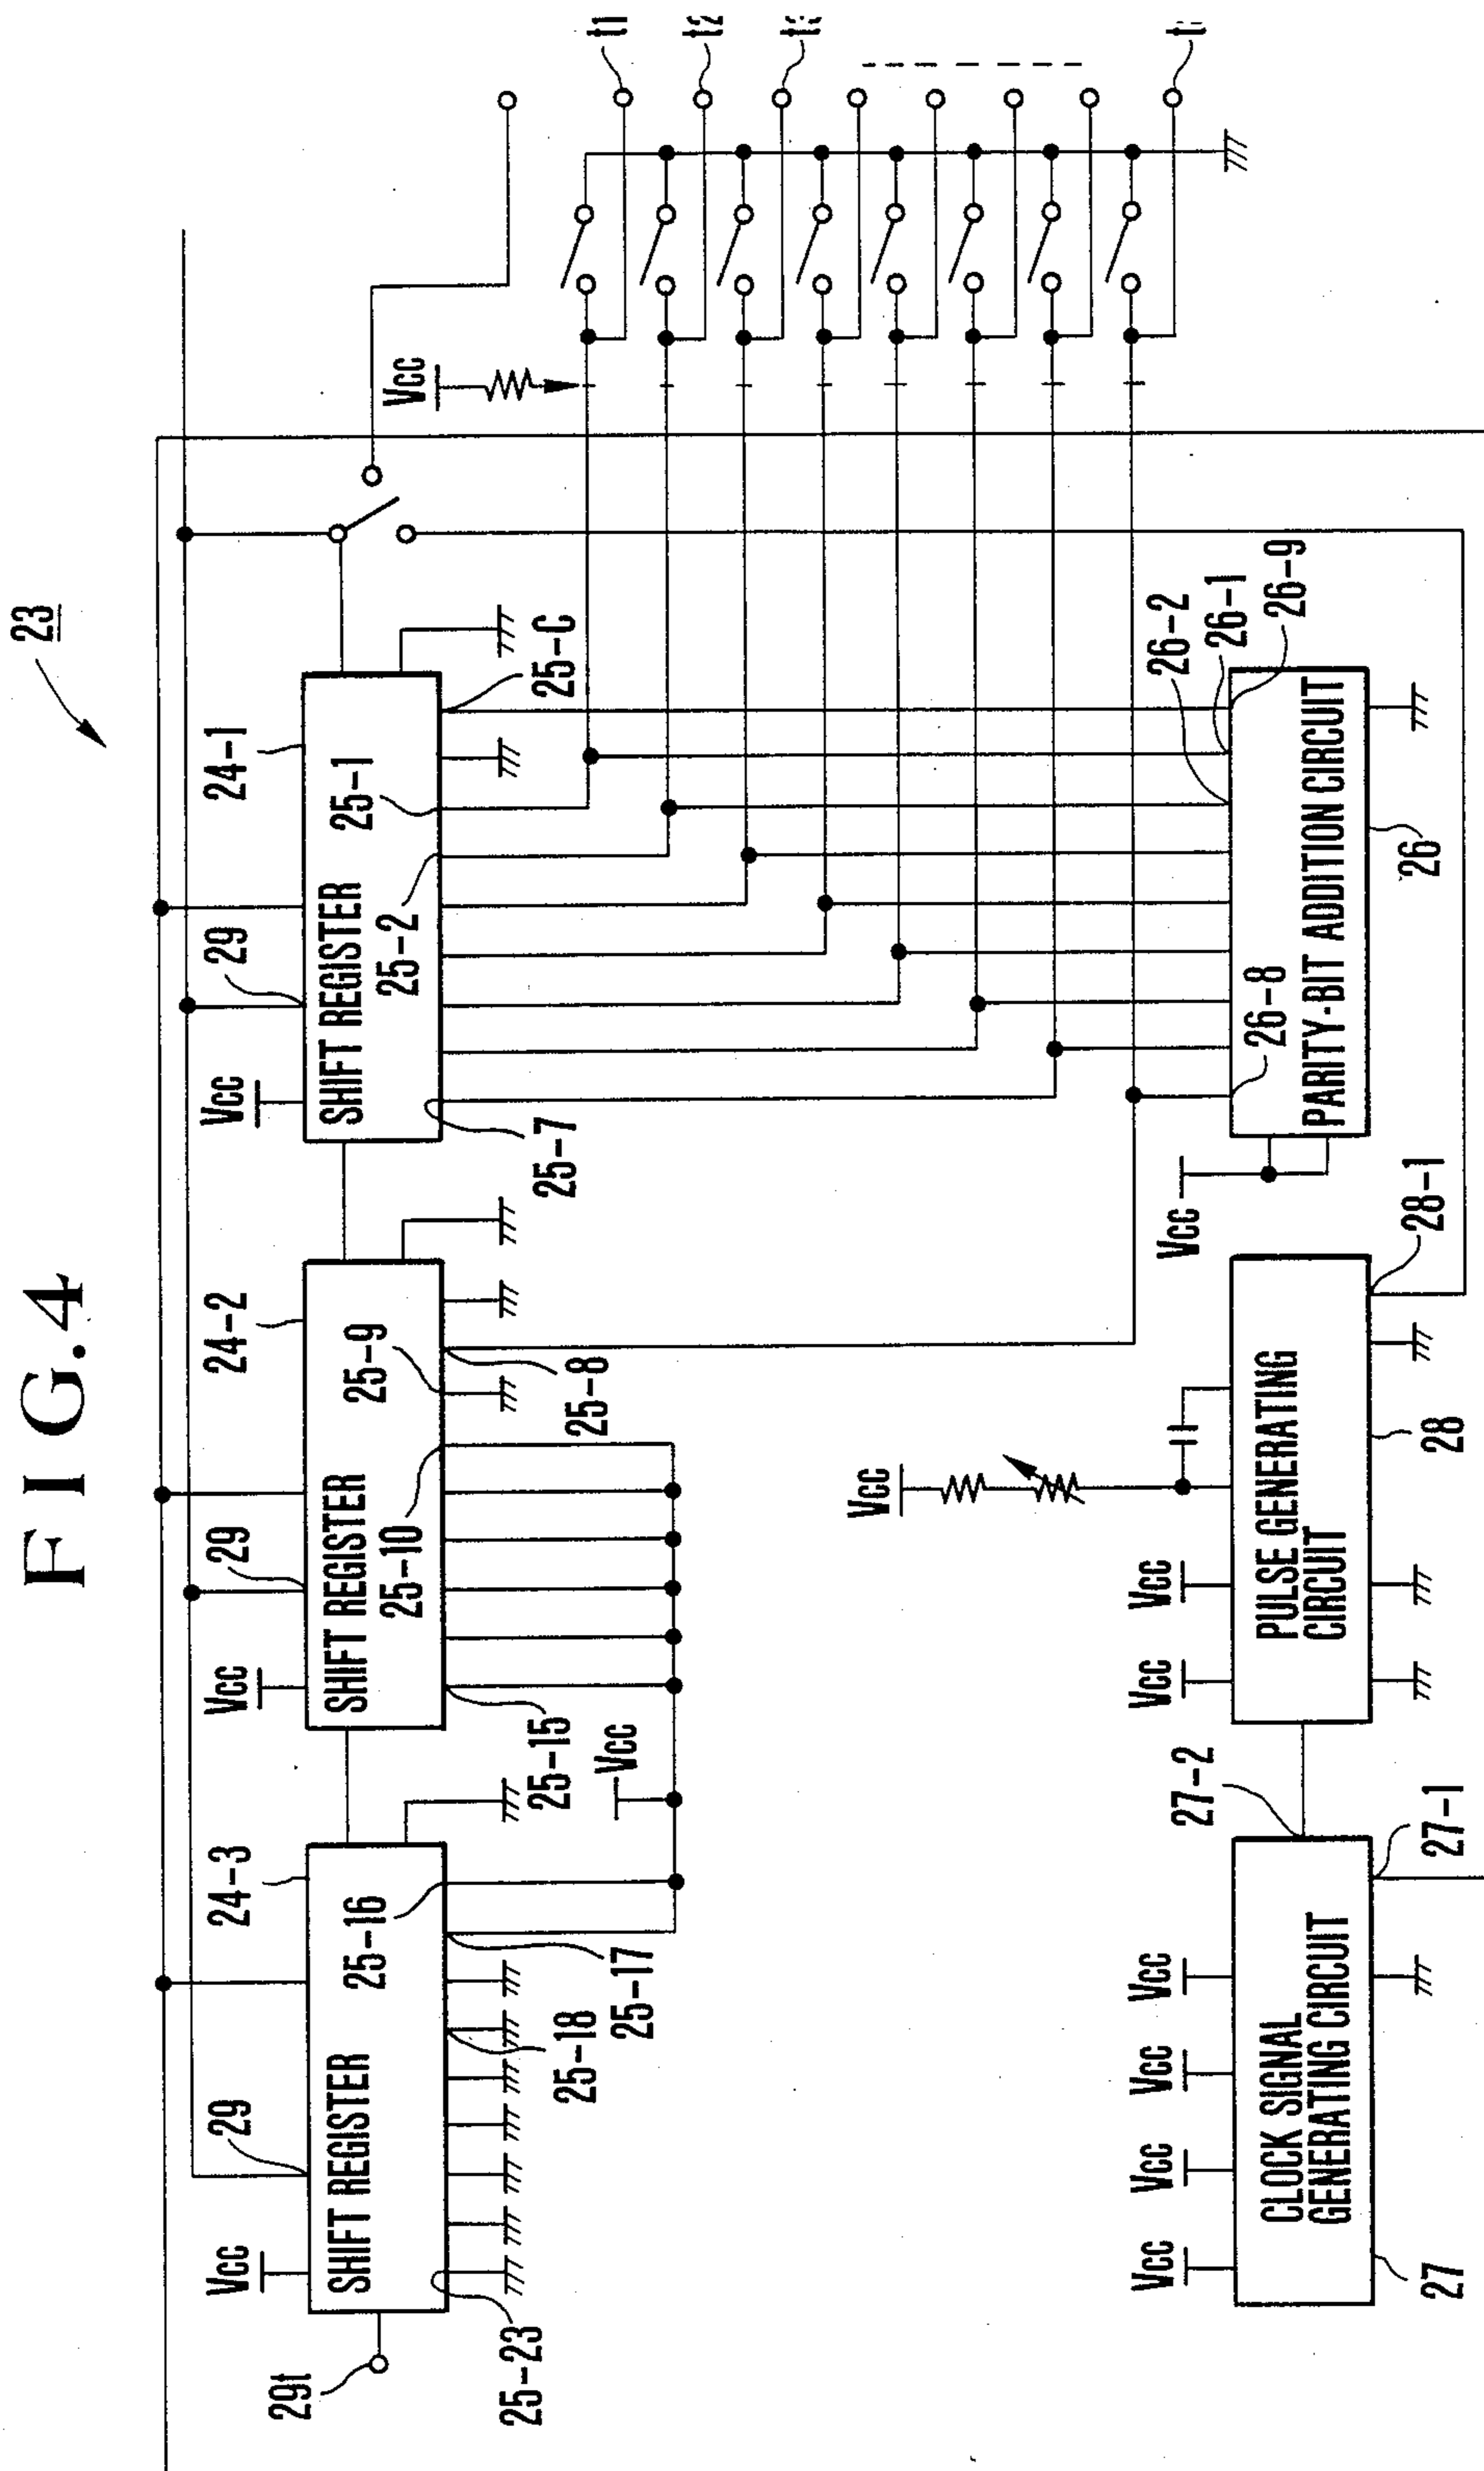 FIG.4
23
29t
Vcc
29
24-3
SHIFT REGISTER
25-16
25-23
25-18
25-17
Vcc
29
24-2
SHIFT REGISTER
25-10
25-9
25-15
25-8
Vcc
Vcc
29
24-1
SHIFT REGISTER
25-2
25-1
25-7
25-C
Vcc
t1
t2
Vcc
Vcc
Vcc
Vcc
27-2
CLOCK SIGNAL
GENERATING CIRCUIT
27
27-1
Vcc
Vcc
Vcc
PULSE GENERATING
CIRCUIT
28
28-1
Vcc
26-8
26-2
26-1
26-9
PARITY-BIT ADDITION CIRCUIT
26